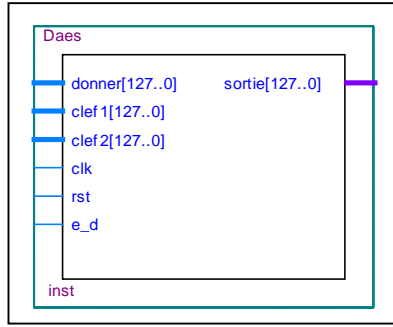 Daes
donner[127..0] sortie[127..0]
clef1[127..0]
clef2[127..0]
clk
rst
e_d
inst